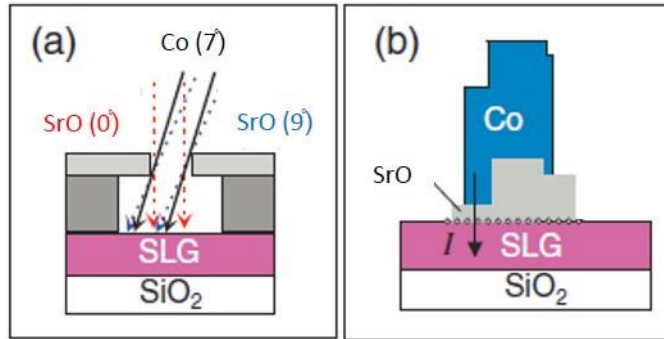 (a)
Co (7°)
SrO (0°)
SrO (9°)
SLG
SiO₂
(b)
Co
SrO
I
SLG
SiO₂